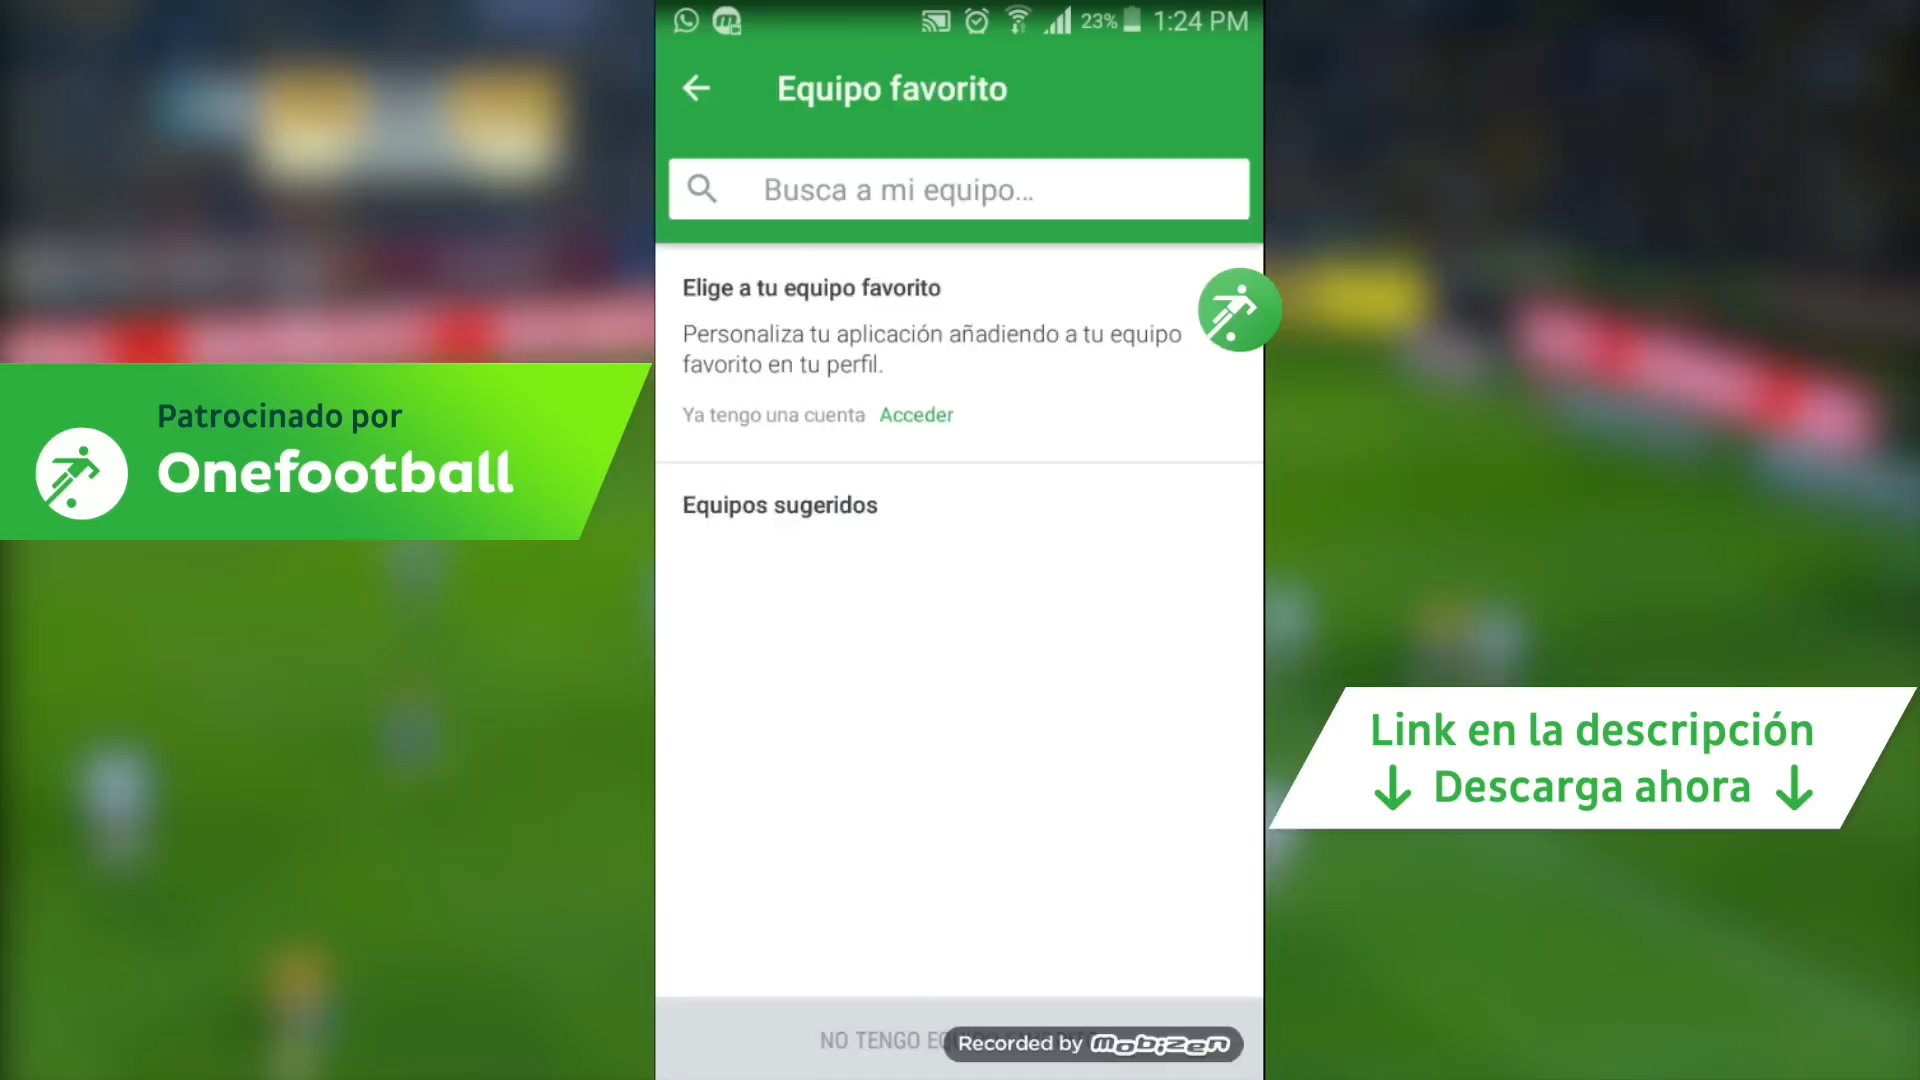 23% 1:24 PM
Equipo favorito
Busca a mi equipo...
Elige a tu equipo favorito
Personaliza tu aplicación añadiendo a tu equipo
favorito en tu perfil.
Ya tengo una cuenta Acceder
Patrocinado por
Onefootball
Equipos sugeridos
Link en la descripción
↓ Descarga ahora ↓
NO TENGO
Recorded by Mobizen